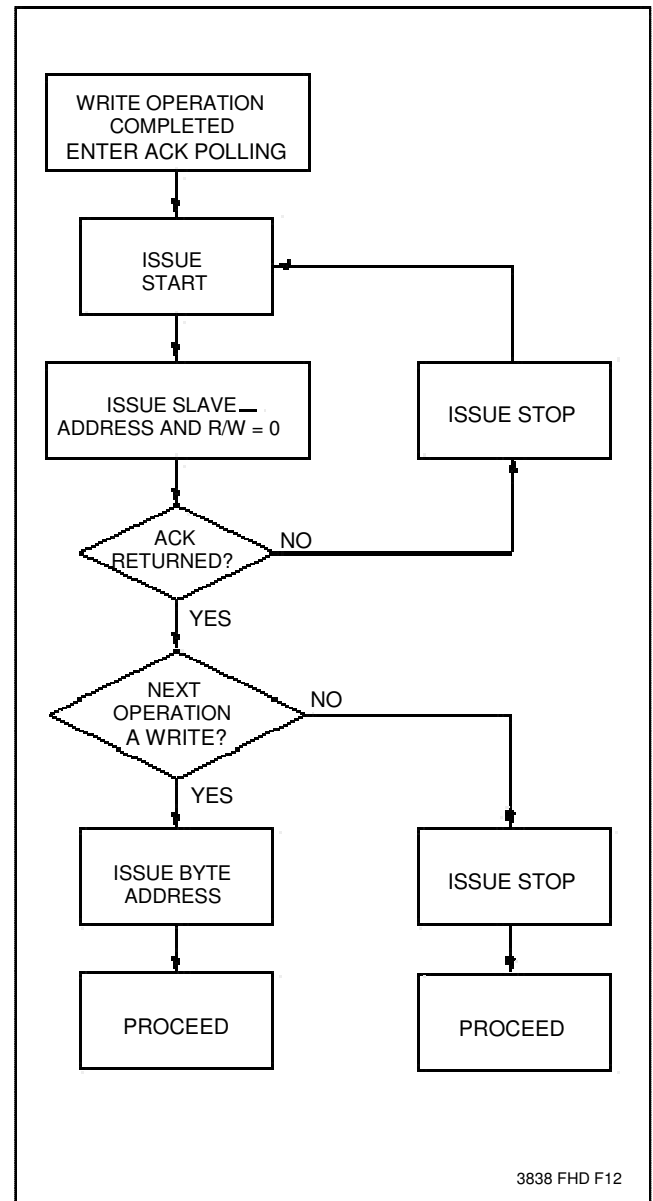 WRITE OPERATION
COMPLETED
ENTER ACK POLLING
ISSUE
START
ISSUE SLAVE
ADDRESS AND R/W = 0
ISSUE STOP
ACK
RETURNED?
NO
YES
NEXT
OPERATION
A WRITE?
NO
YES
ISSUE BYTE
ADDRESS
ISSUE STOP
PROCEED
PROCEED
3838 FHD F12